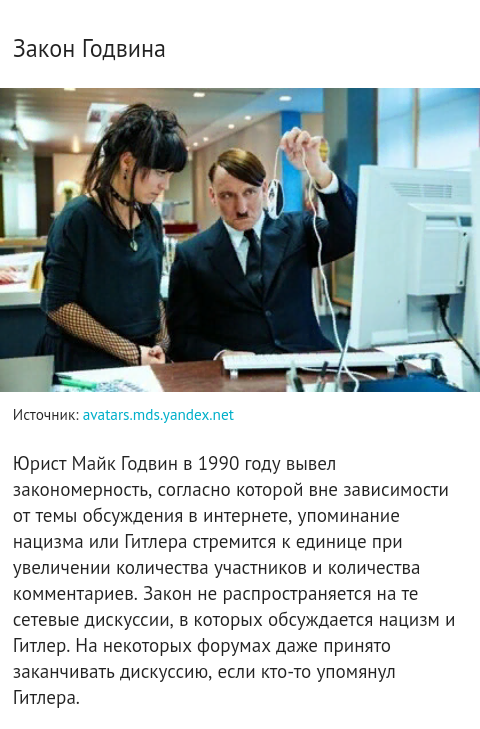 Закон Годвина
Источник: avatars.mds.yandex.net
Юрист Майк Годвин в 1990 году вывел
закономерность, согласно которой вне зависимости
от темы обсуждения в интернете, упоминание
нацизма или Гитлера стремится к единице при
увеличении количества участников и количества
комментариев. Закон не распространяется на те
сетевые дискуссии, в которых обсуждается нацизм и
Гитлер. На некоторых форумах даже принято
заканчивать дискуссию, если кто-то упомянул
Гитлера.